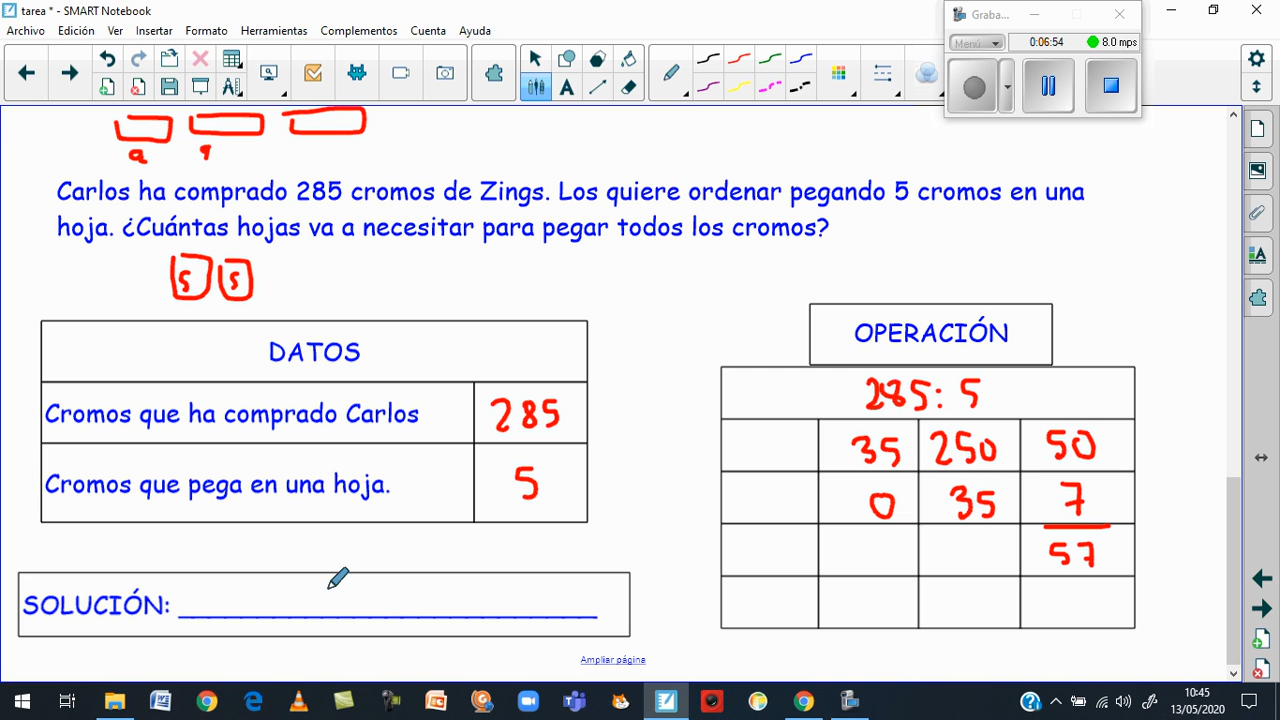 tarea * - SMART Notebook
Graba...
Archivo Edición Ver Insertar Formato Herramientas Complementos Cuenta Ayuda
Menú 0:06:54 8.0 mps
a 9
Carlos ha comprado 285 cromos de Zings. Los quiere ordenar pegando 5 cromos en una
hoja. ¿Cuántas hojas va a necesitar para pegar todos los cromos?
5 5
DATOS
Cromos que ha comprado Carlos 285
Cromos que pega en una hoja. 5
OPERACIÓN
285: 5
35 250 50
0 35 7
57
SOLUCIÓN: ______________________________
Ampliar página
10:45
13/05/2020